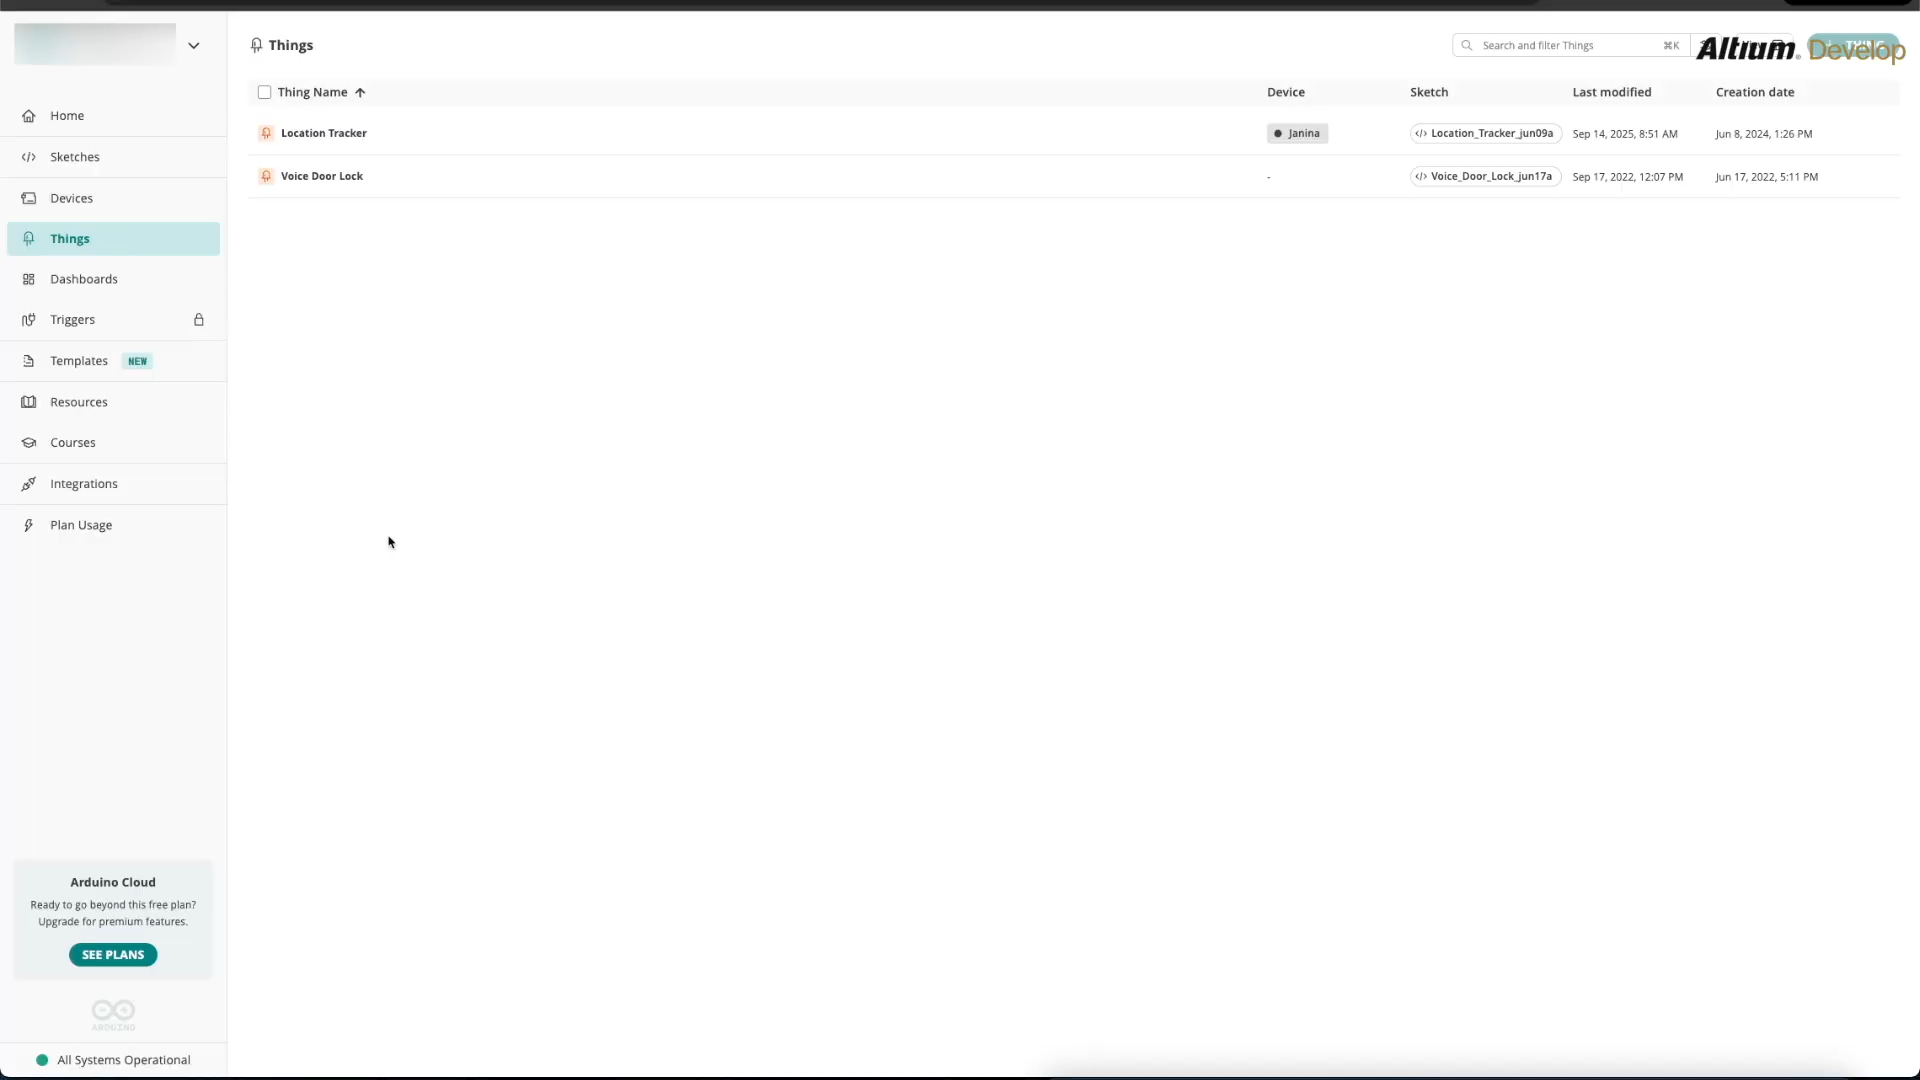 Things
Search and filter Things ⌘K
Altium Develop
Thing Name Device Sketch Last modified Creation date
Location Tracker Janina </> Location_Tracker_jun09a Sep 14, 2025, 8:51 AM Jun 8, 2024, 1:26 PM
Voice Door Lock - </> Voice_Door_Lock_jun17a Sep 17, 2022, 12:07 PM Jun 17, 2022, 5:11 PM
Home
Sketches
Devices
Things
Dashboards
Triggers
Templates NEW
Resources
Courses
Integrations
Plan Usage
Arduino Cloud
Ready to go beyond this free plan?
Upgrade for premium features.
SEE PLANS
ARDUINO
All Systems Operational